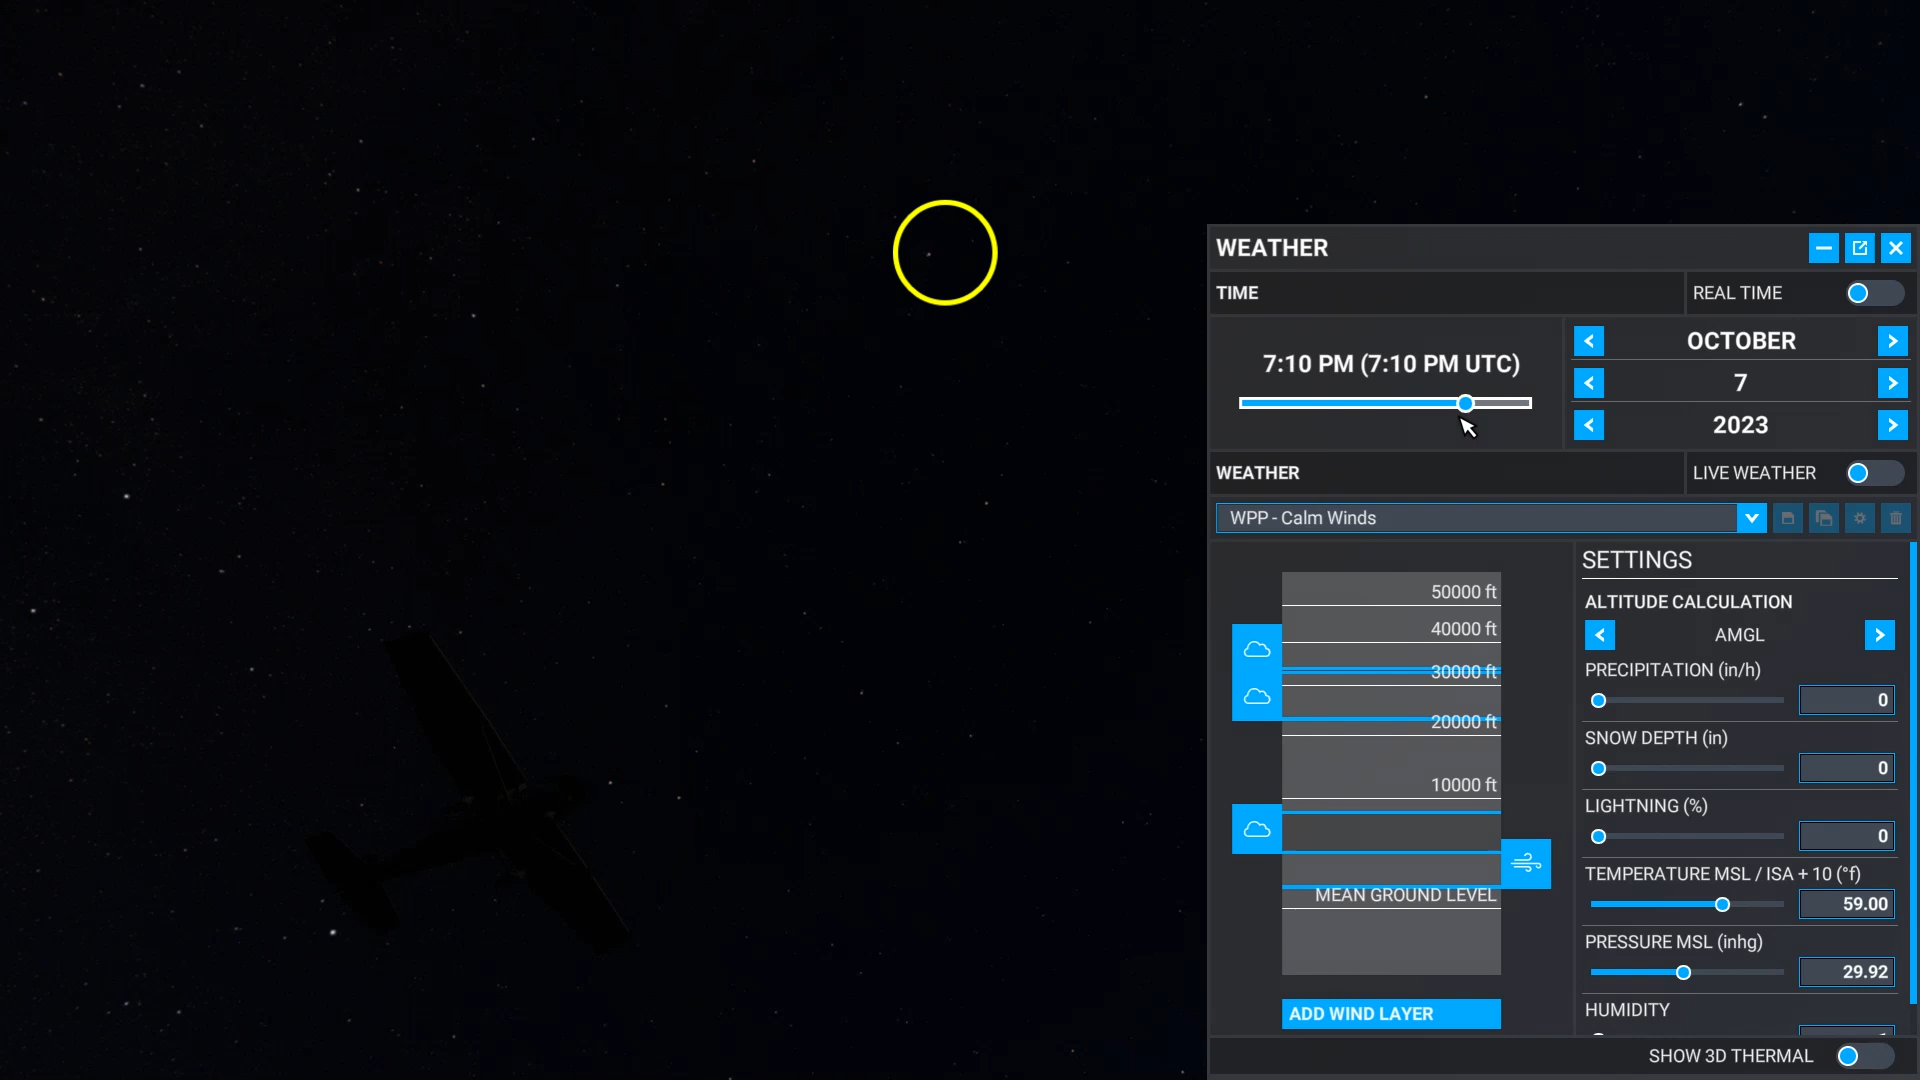 WEATHER
TIME
REAL TIME
7:10 PM (7:10 PM UTC)
OCTOBER
7
2023
WEATHER
LIVE WEATHER
WPP - Calm Winds
50000 ft
40000 ft
30000 ft
20000 ft
10000 ft
MEAN GROUND LEVEL
ADD WIND LAYER
SETTINGS
ALTITUDE CALCULATION
AMGL
PRECIPITATION (in/h)
0
SNOW DEPTH (in)
0
LIGHTNING (%)
0
TEMPERATURE MSL / ISA + 10 (°f)
59.00
PRESSURE MSL (inhg)
29.92
HUMIDITY
SHOW 3D THERMAL